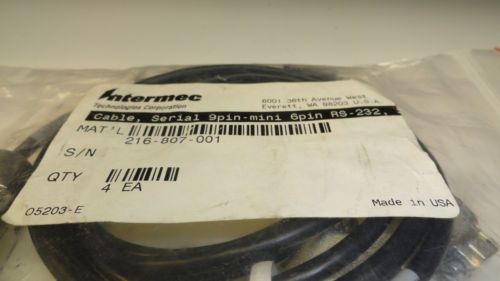 Intermec
Technologies Corporation
6001 36th Avenue West
Everett, WA 98203 U.S.A.
Cable, Serial 9pin-mini 6pin RS-232,
MAT'L
216-807-001
S/N
QTY
4 EA
05203-E
Made in USA